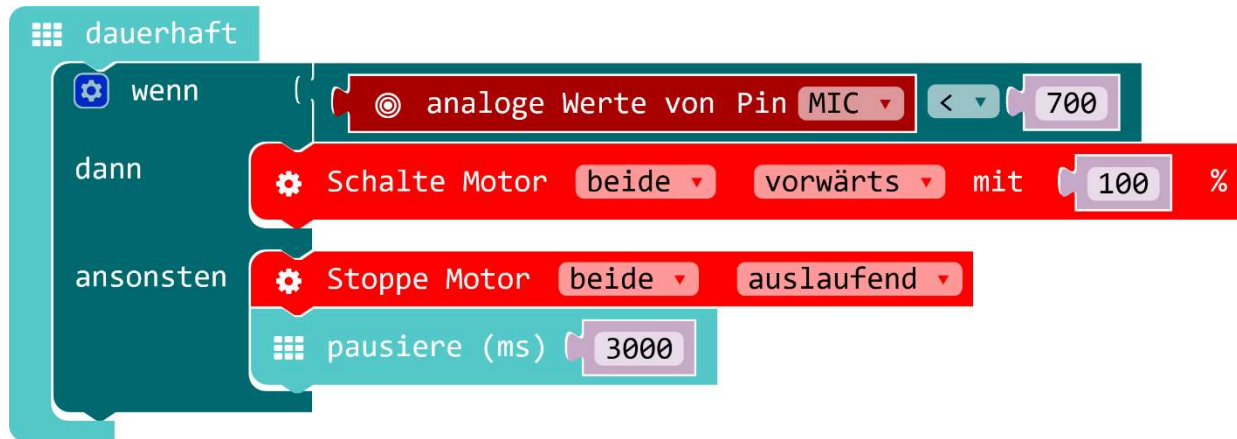 dauerhaft
wenn analoge Werte von Pin MIC < 700
dann Schalte Motor beide vorwärts mit 100 %
ansonsten Stoppe Motor beide auslaufend
pausiere (ms) 3000